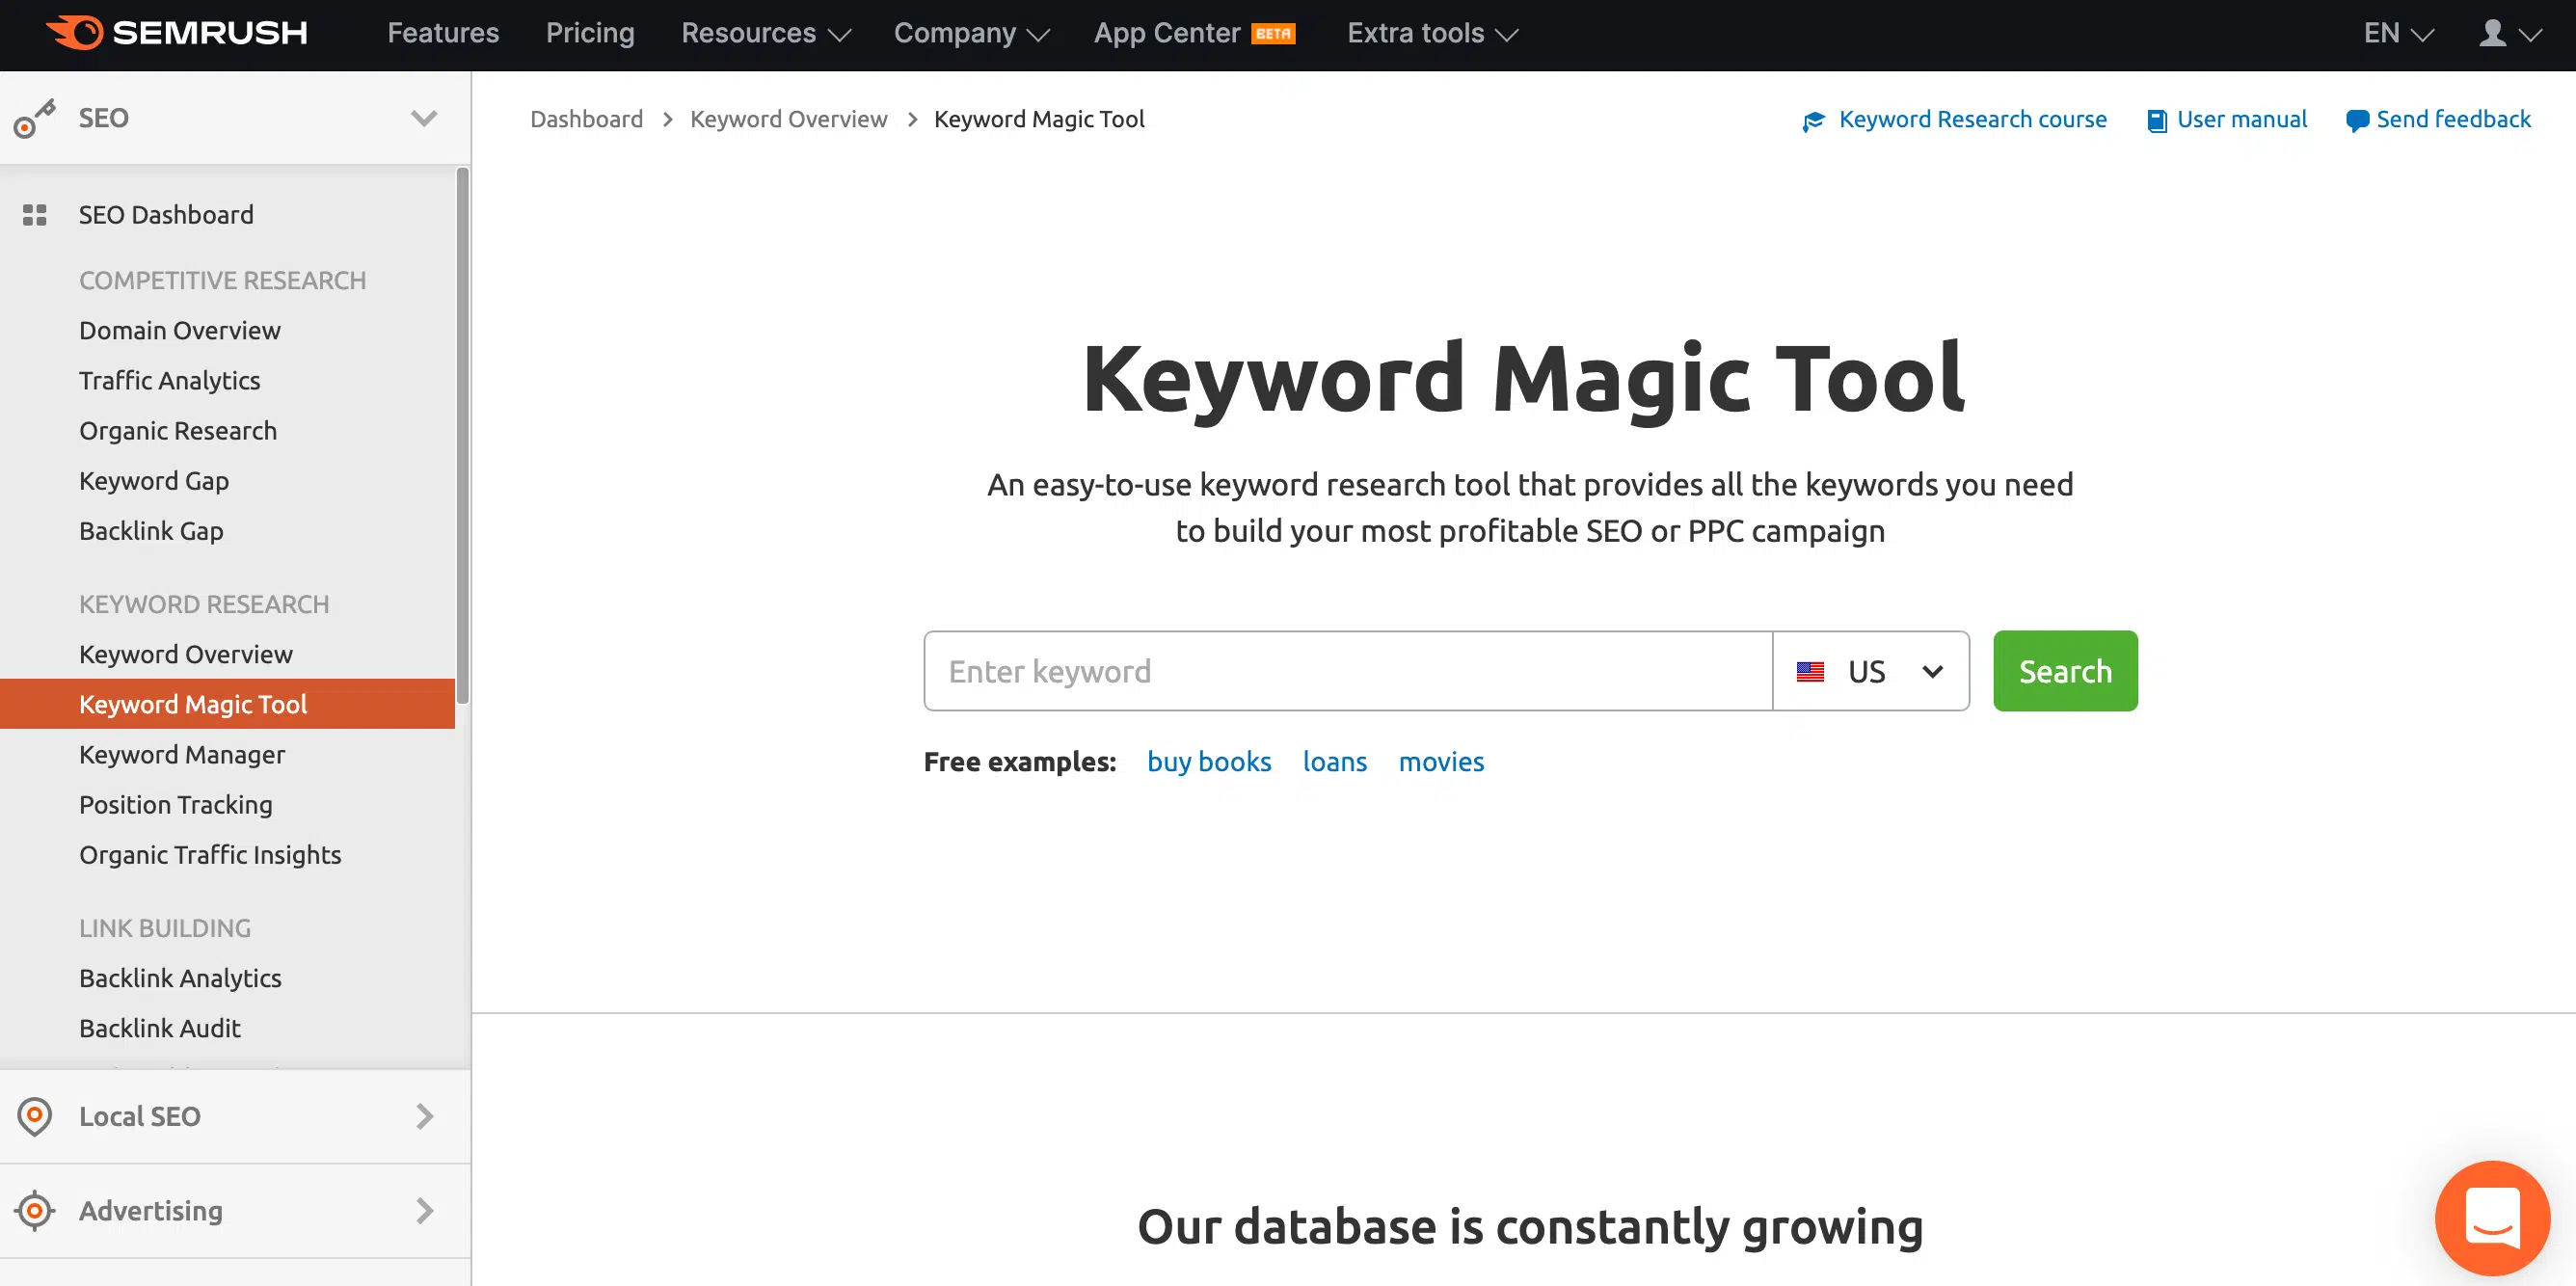 SEMRUSH
Features
Pricing
Resources
Company
App Center BETA
Extra tools
EN
SEO
SEO Dashboard
COMPETITIVE RESEARCH
Domain Overview
Traffic Analytics
Organic Research
Keyword Gap
Backlink Gap
KEYWORD RESEARCH
Keyword Overview
Keyword Magic Tool
Keyword Manager
Position Tracking
Organic Traffic Insights
LINK BUILDING
Backlink Analytics
Backlink Audit
Local SEO
Advertising
Dashboard > Keyword Overview > Keyword Magic Tool
Keyword Research course
User manual
Send feedback
Keyword Magic Tool
An easy-to-use keyword research tool that provides all the keywords you need
to build your most profitable SEO or PPC campaign
Enter keyword
US
Search
Free examples: buy books loans movies
Our database is constantly growing